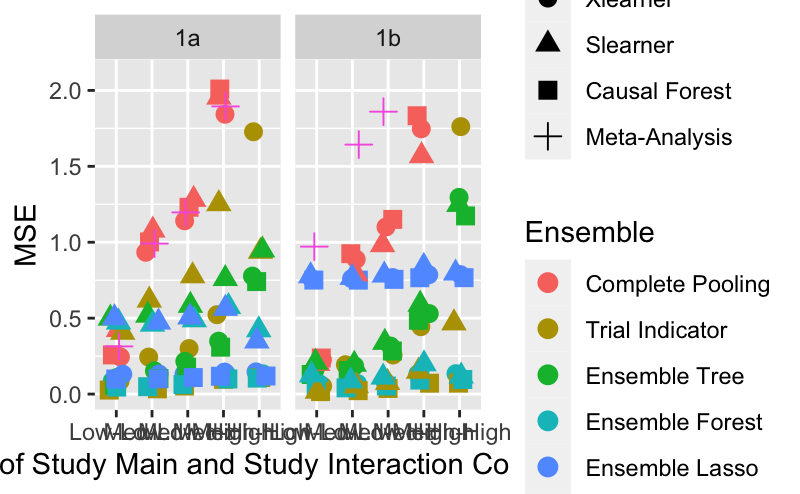 Xlearner
1a 1b
Slearner
2.0
Causal Forest
Meta-Analysis
1.5
MSE
1.0
Ensemble
Complete Pooling
0.5
Trial Indicator
Ensemble Tree
0.0
Ensemble Forest
of Study Main and Study Interaction Co
Ensemble Lasso